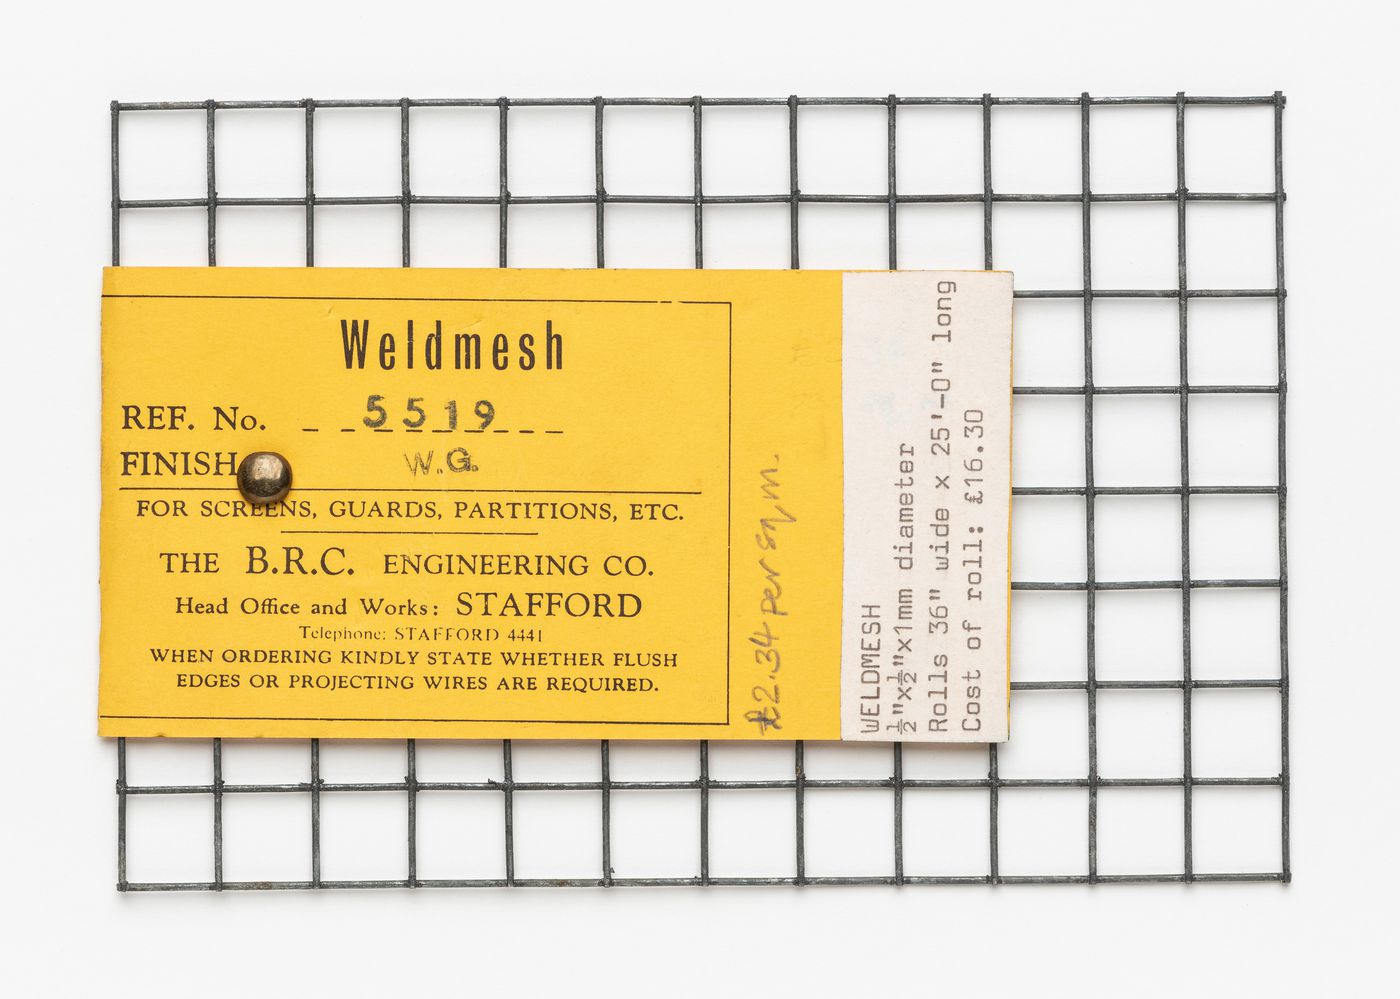 Weldmesh
REF. No. 5519
FINISH W.G.
FOR SCREENS, GUARDS, PARTITIONS, ETC.
THE B.R.C. ENGINEERING CO.
Head Office and Works: STAFFORD
Telephone: STAFFORD 4441
WHEN ORDERING KINDLY STATE WHETHER FLUSH
EDGES OR PROJECTING WIRES ARE REQUIRED.
£2.34 per sq m.
WELDMESH
½"x½"x1mm diameter
Rolls 36" wide x 25'-0" long
Cost of roll: £16.30